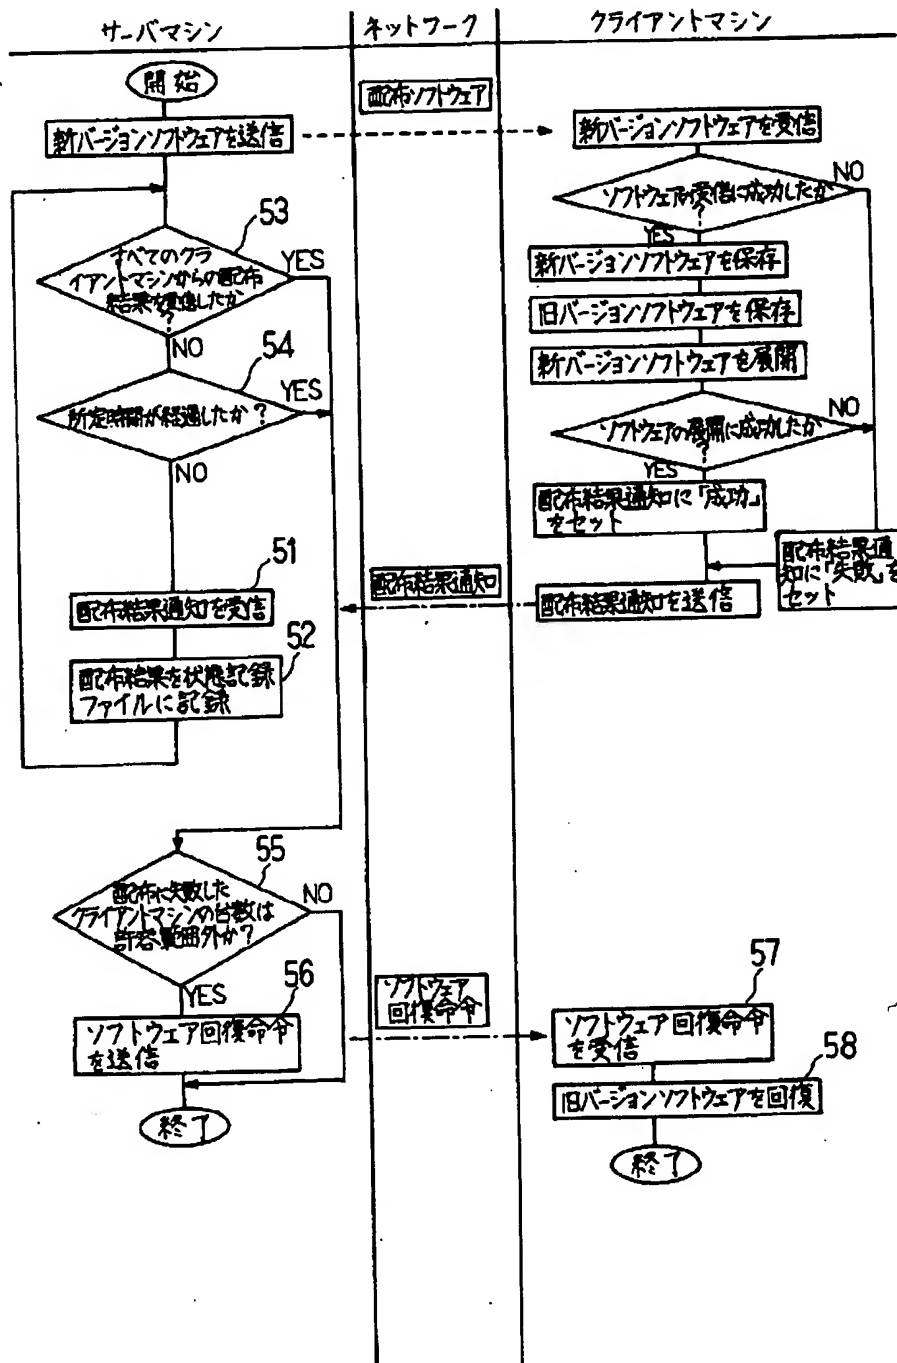 サーバマシン
ネットワーク
クライアントマシン
開始
配布ソフトウェア
新バージョンソフトウェアを送信
新バージョンソフトウェアを受信
ソフトウェアの受信に成功したか
?
NO
YES
53
すべてのクラ
イアントマシンからの配布
結果を受信したか
?
YES
NO
新バージョンソフトウェアを保存
旧バージョンソフトウェアを保存
新バージョンソフトウェアを展開
54
所定時間が経過したか?
YES
NO
ソフトウェアの展開に成功したか
?
NO
YES
配布結果通知に「成功」
をセット
配布結果通
知に「失敗」を
セット
51
配布結果通知を受信
配布結果通知
配布結果通知を送信
52
配布結果を状態記録
ファイルに記録
55
配布に失敗した
クライアントマシンの台数は
許容範囲外か?
NO
YES
56
ソフトウェア回復命令
を送信
ソフトウェア
回復命令
57
ソフトウェア回復命令
を受信
58
旧バージョンソフトウェアを回復
終了
終了